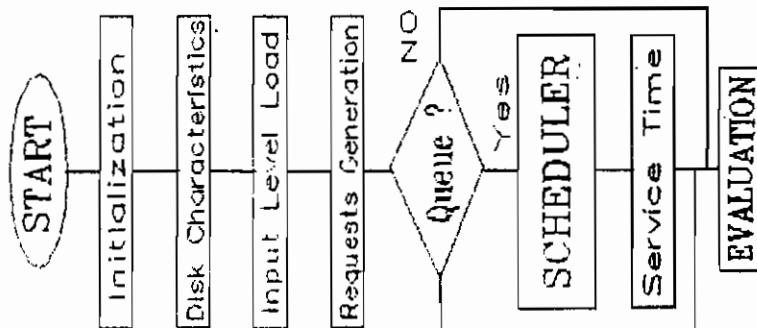 START
Initialization
Disk Characteristics
Input Level Load
Requests Generation
Queue ?
NO
Yes
SCHEDULER
Service Time
EVALUATION